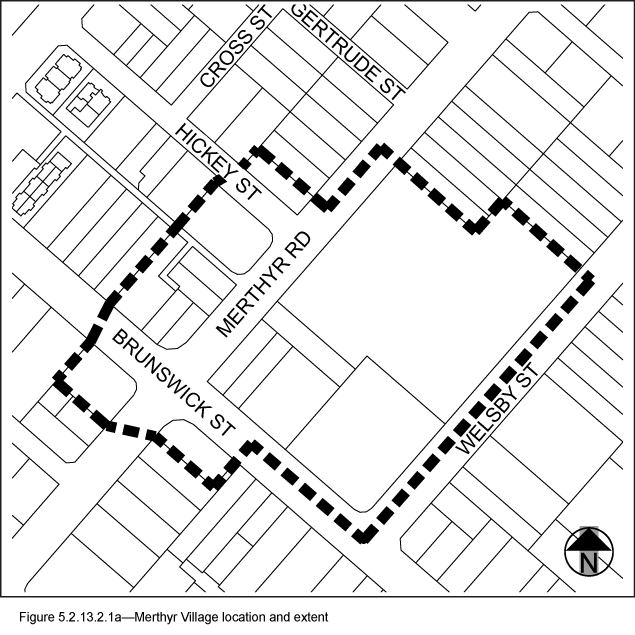 CROSS ST
GERTRUDE ST
HICKEY ST
MERTHYR RD
BRUNSWICK ST
WELSBY ST
N
Figure 5.2.13.2.1a—Merthyr Village location and extent